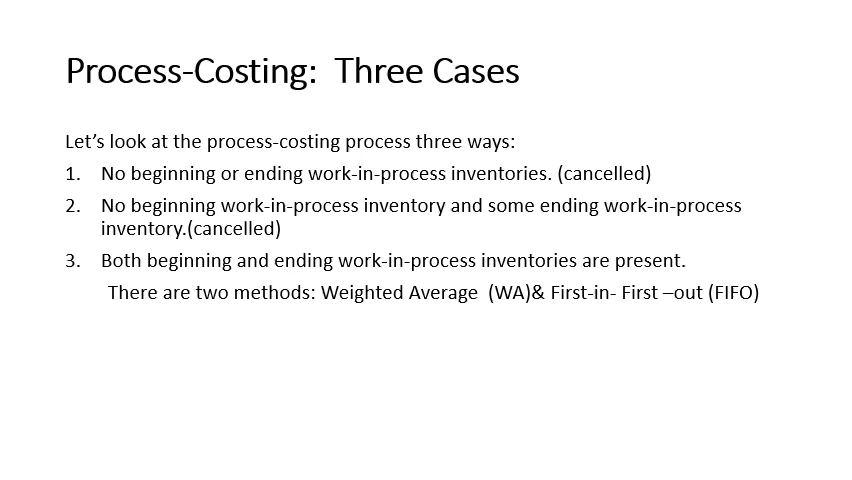 Process-Costing:  Three Cases
Let’s look at the process-costing process three ways:
1. No beginning or ending work-in-process inventories. (cancelled)
2. No beginning work-in-process inventory and some ending work-in-process
inventory.(cancelled)
3. Both beginning and ending work-in-process inventories are present.
There are two methods: Weighted Average  (WA)& First-in- First –out (FIFO)